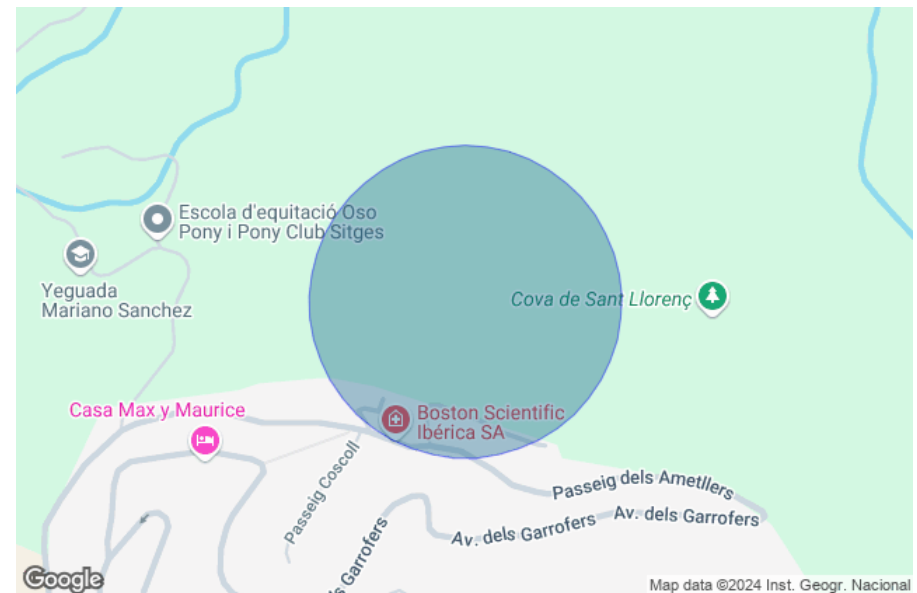 Escola d'equitació Oso
Pony i Pony Club Sitges
Yeguada
Mariano Sanchez
Cova de Sant Llorenç
Casa Max y Maurice
Boston Scientific
Ibérica SA
Passeig Coscoll
Passeig dels Ametllers
Av. dels Garrofers
Av. dels Garrofers
s Garrofers
Google
Map data ©2024 Inst. Geogr. Nacional